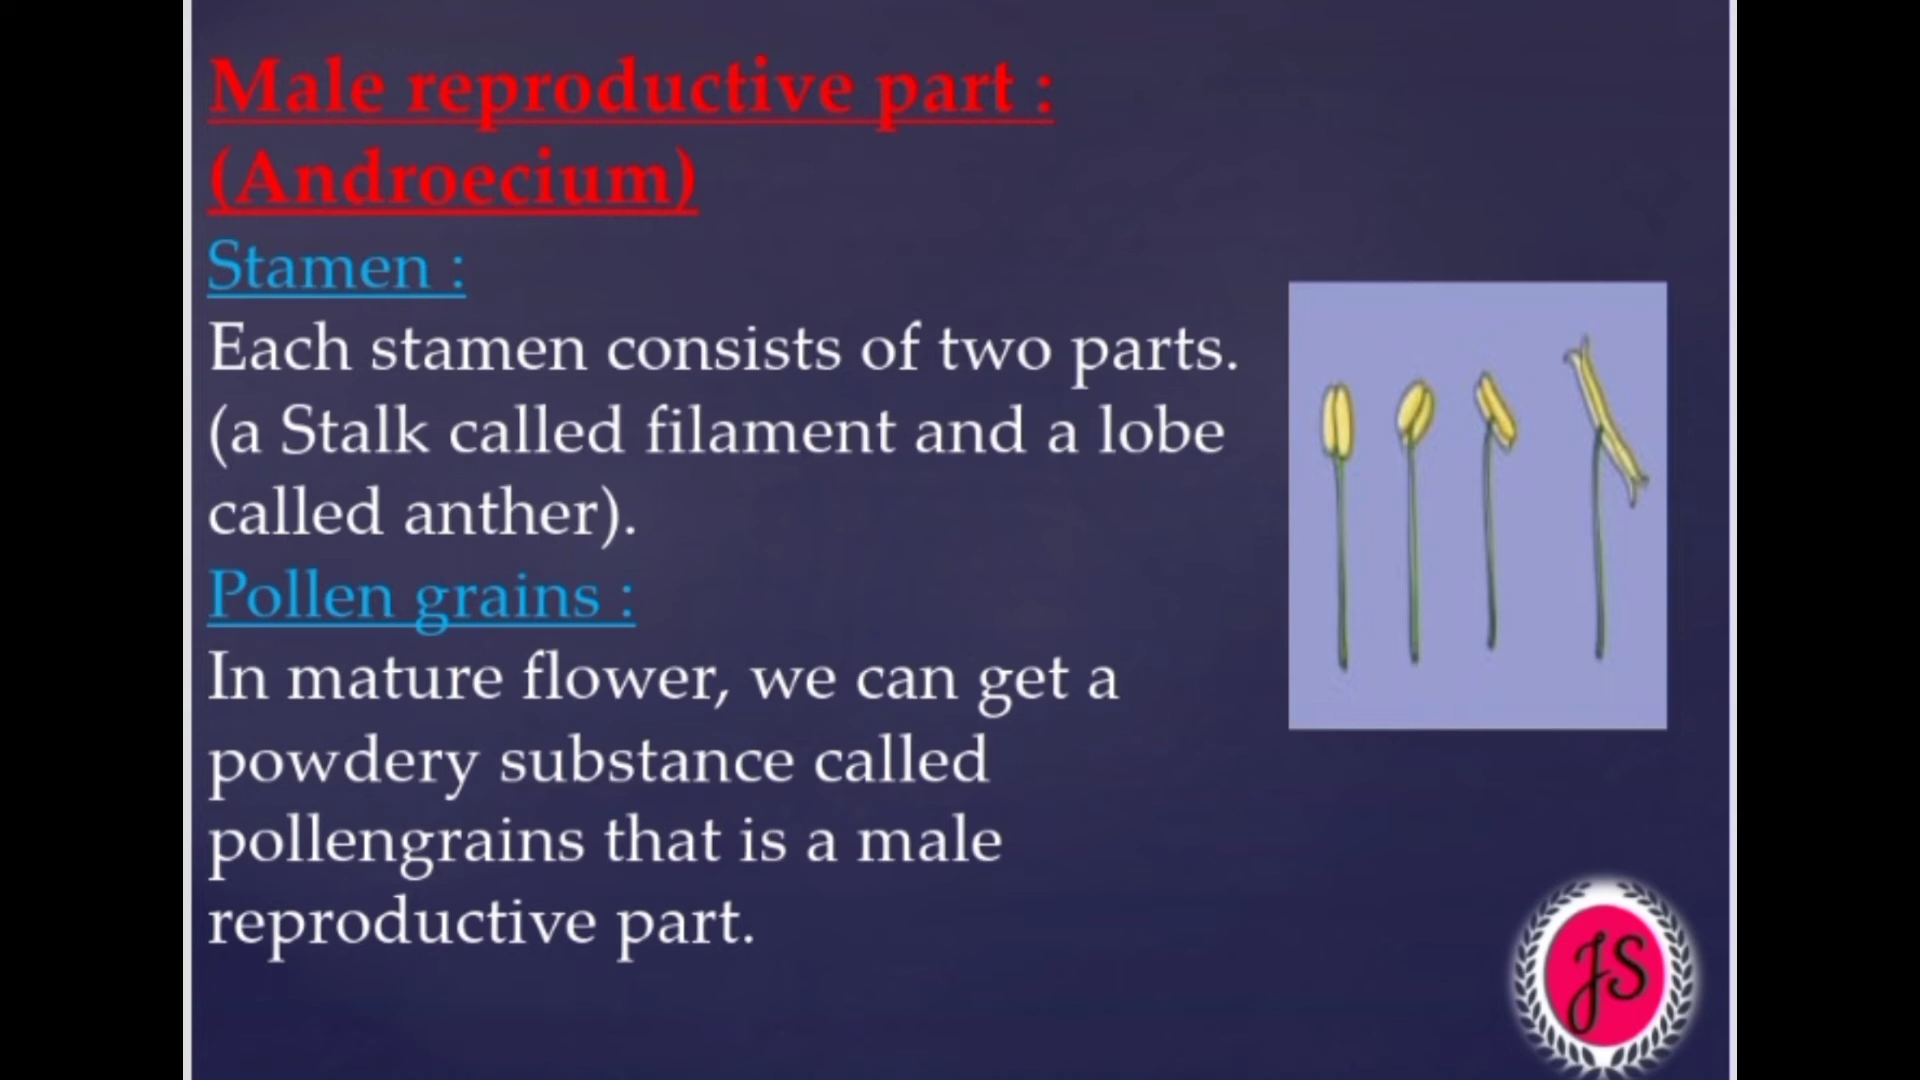 Male reproductive part :
(Androecium)
Stamen :
Each stamen consists of two parts.
(a Stalk called filament and a lobe
called anther).
Pollen grains :
In mature flower, we can get a
powdery substance called
pollengrains that is a male
reproductive part.
JS